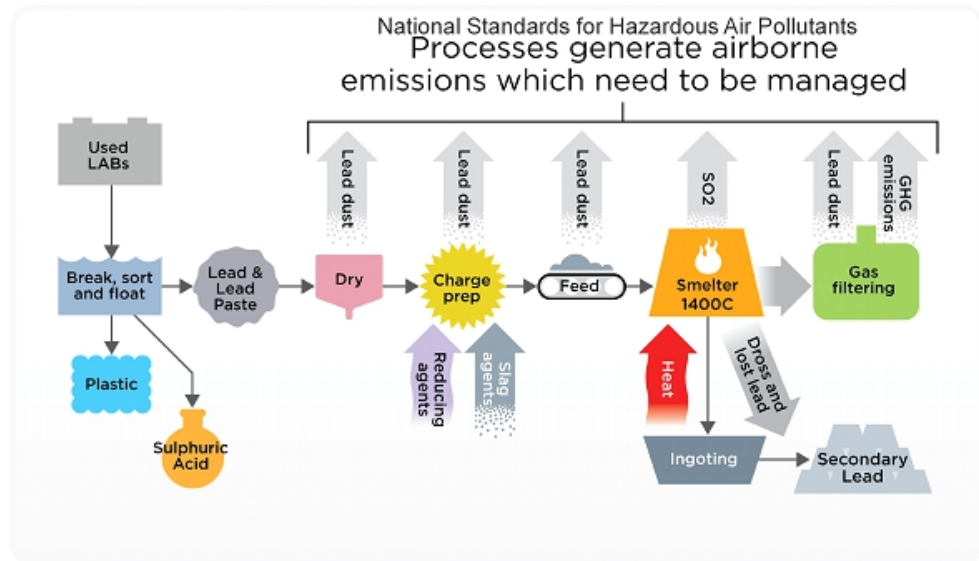 National Standards for Hazardous Air Pollutants
Processes generate airborne
emissions which need to be managed
Used
LABs
Lead dust
Lead dust
Lead dust
SO2
Lead dust
GHG
emissions
Break, sort
and float
Lead &
Lead
Paste
Dry
Charge
prep
Feed
Smelter
1400C
Gas
filtering
Plastic
Sulphuric
Acid
Reducing
agents
Slag
agents
Heat
Dross and
lost lead
Ingoting
Secondary
Lead